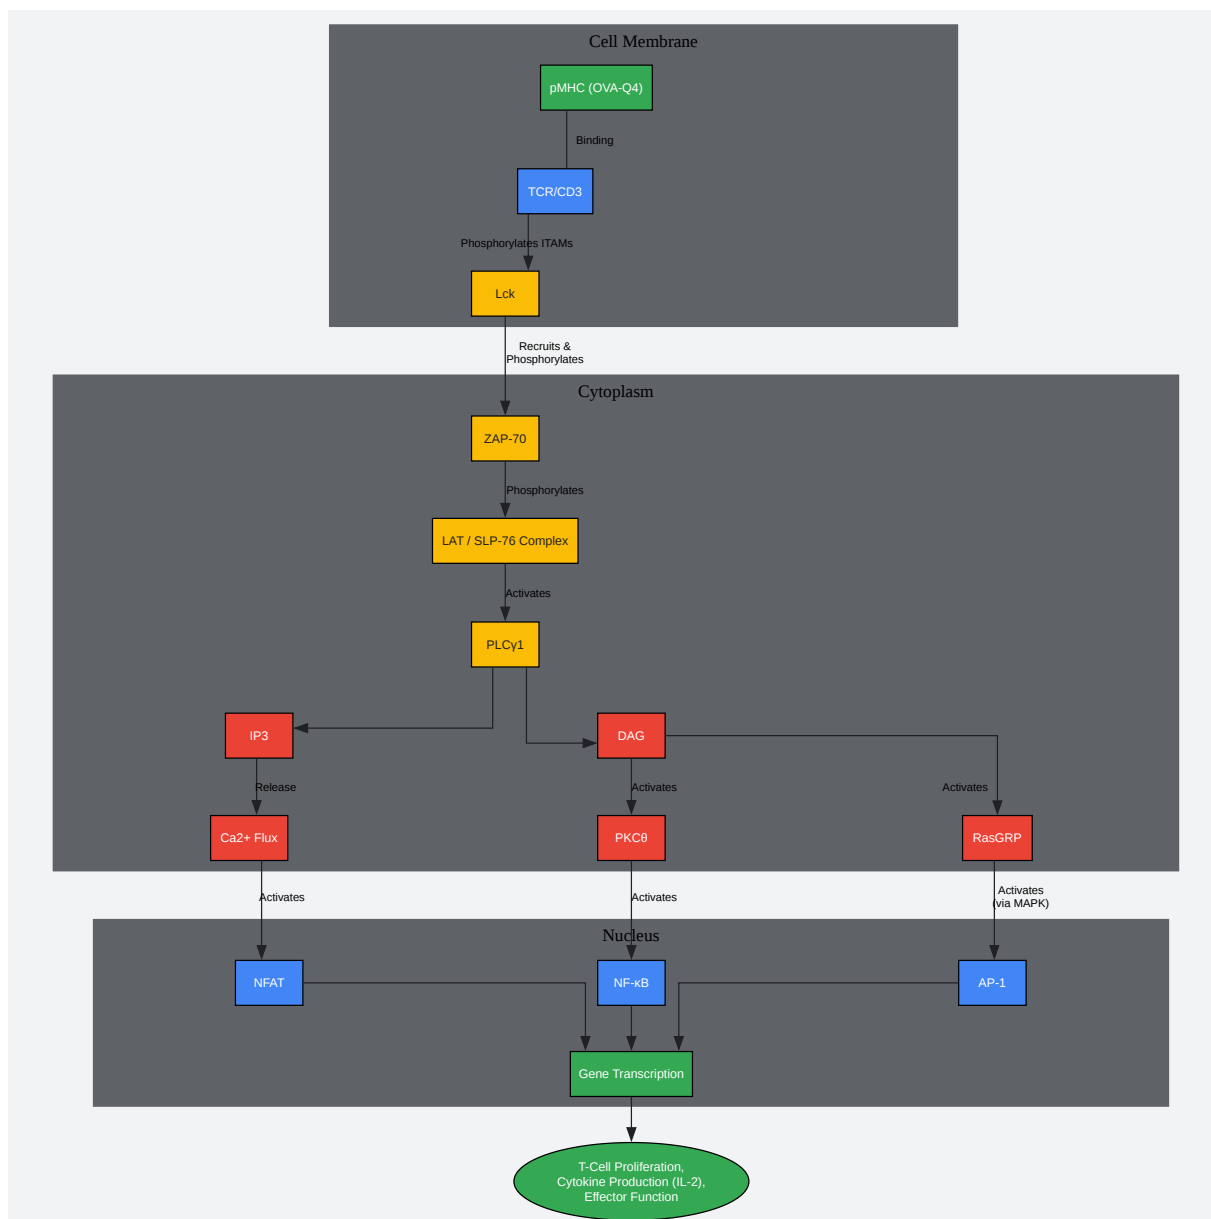 Cell Membrane
pMHC (OVA-Q4)
Binding
TCR/CD3
Phosphorylates ITAMs
Lck
Recruits &
Phosphorylates
Cytoplasm
ZAP-70
Phosphorylates
LAT / SLP-76 Complex
Activates
PLCγ1
IP3
DAG
Release
Activates
Activates
Ca2+ Flux
PKCθ
RasGRP
Activates
Activates
Activates
(via MAPK)
Nucleus
NFAT
NF-κB
AP-1
Gene Transcription
T-Cell Proliferation,
Cytokine Production (IL-2),
Effector Function